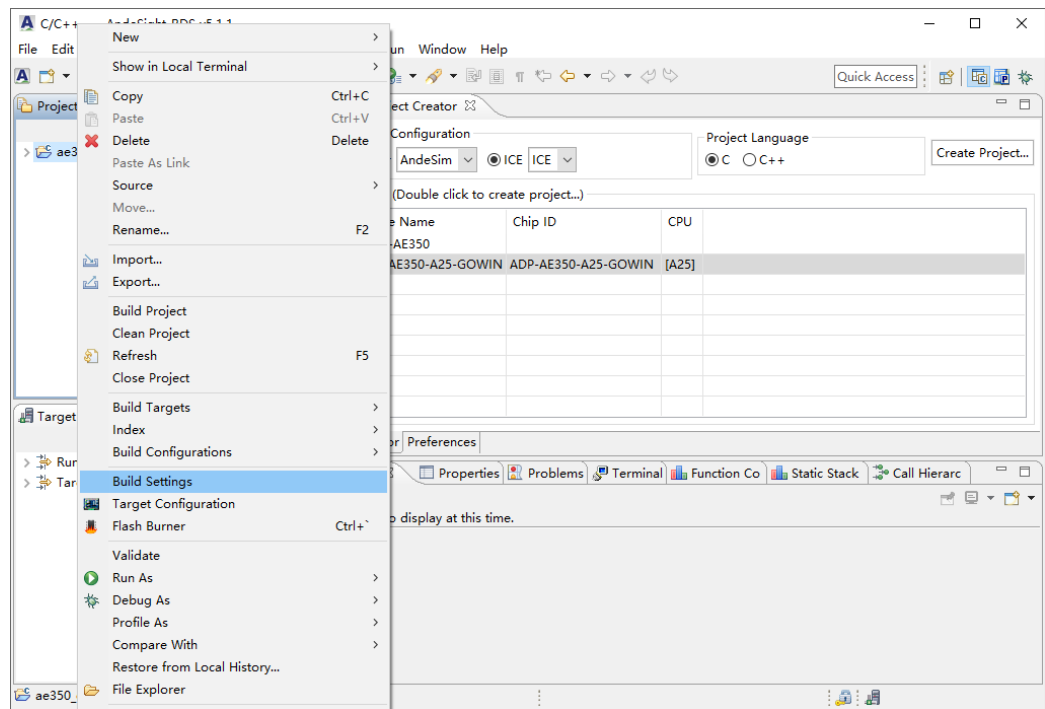 C/C++ AndeSight RDS v5.1.1
File Edit un Window Help
Quick Access
New
Show in Local Terminal
Copy Ctrl+C
Paste Ctrl+V
Delete Delete
Paste As Link
Source
Move...
Rename... F2
Import...
Export...
Build Project
Clean Project
Refresh F5
Close Project
Build Targets
Index
Build Configurations
Build Settings
Target Configuration
Flash Burner Ctrl+`
Validate
Run As
Debug As
Profile As
Compare With
Restore from Local History...
File Explorer
Project
ae3
Target
Run
Tar
ae350_
ect Creator
Configuration
AndeSim ICE ICE
Project Language
C C++
Create Project...
(Double click to create project...)
e Name Chip ID CPU
-AE350
AE350-A25-GOWIN ADP-AE350-A25-GOWIN [A25]
or Preferences
Properties Problems Terminal Function Co Static Stack Call Hierarc
o display at this time.